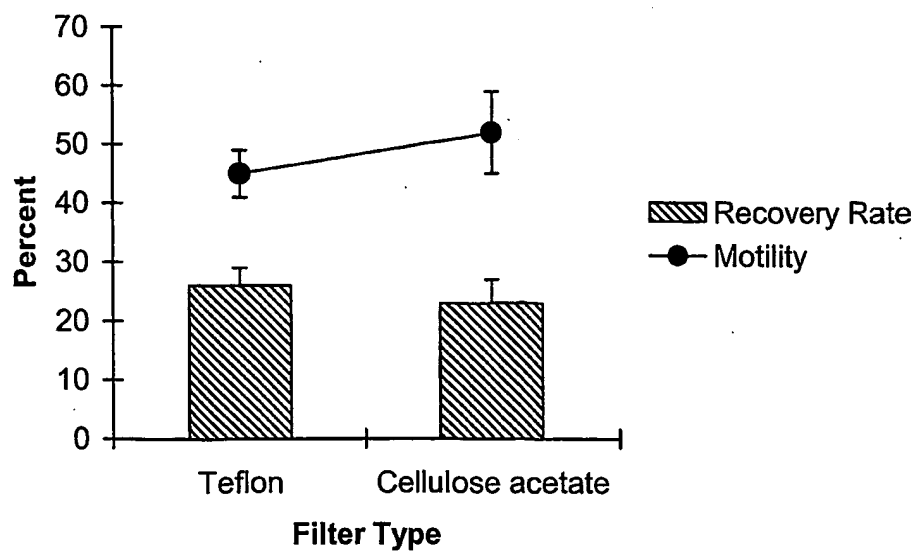 70
60
50
40
30
20
10
0
Percent
Teflon
Cellulose acetate
Filter Type
Recovery Rate
Motility